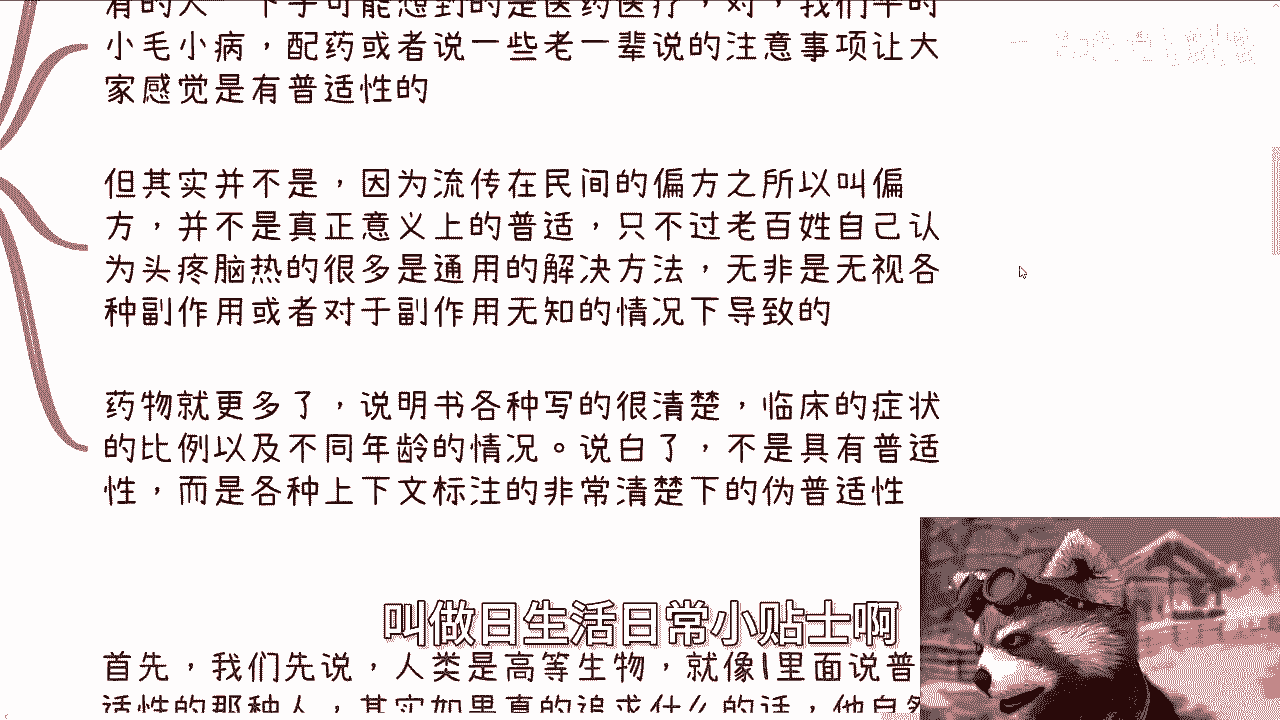 有的人一下子可能想到的是医药医疗，对，我们平的
小毛小病，配药或者说一些老一辈说的注意事项让大
家感觉是有普适性的
但其实并不是，因为流传在民间的偏方之所以叫偏
方，并不是真正意义上的普适，只不过老百姓自己认
为头疼脑热的很多是通用的解决方法，无非是无视各
种副作用或者对于副作用无知的情况下导致的
药物就更多了，说明书各种写的很清楚，临床的症状
的比例以及不同年龄的情况。说白了，不是具有普适
性，而是各种上下文标注的非常清楚下的伪普适性
叫做日生活日常小贴士啊
首先，我们先说，人类是高等生物，就像1里面说普
适性的那种人，其实如果真的追求什么的话，他自然